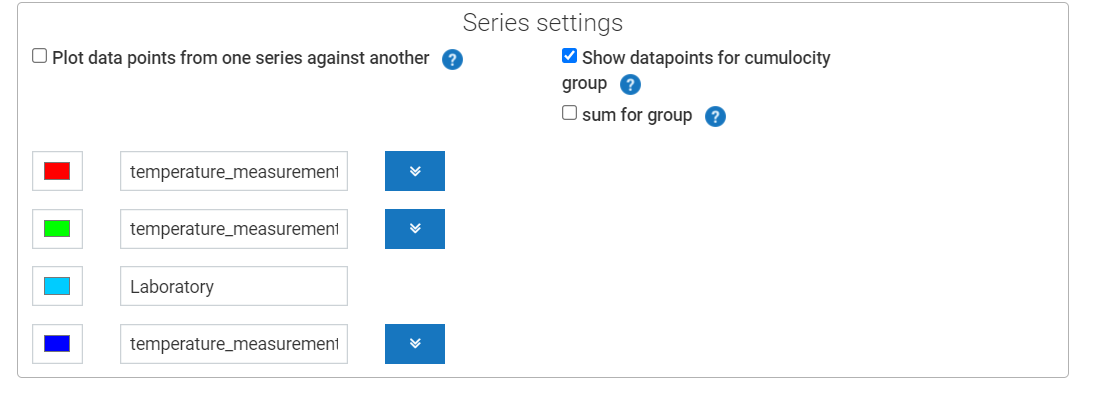 Series settings
Plot data points from one series against another ?
Show datapoints for cumulocity
group ?
sum for group ?
temperature_measurement
temperature_measurement
Laboratory
temperature_measurement